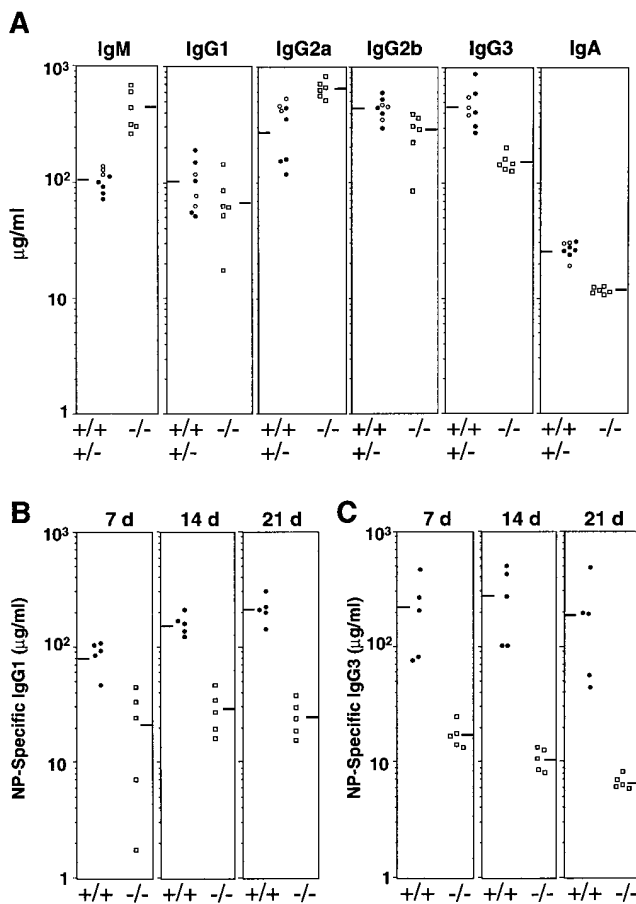 A
IgM IgG1 IgG2a IgG2b IgG3 IgA
10³
10²
10
1
µg/ml
+/+ -/- +/+ -/- +/+ -/- +/+ -/- +/+ -/- +/+ -/-
+/- +/- +/- +/- +/- +/-
B
7 d 14 d 21 d
10³
10²
10
1
NP-Specific IgG1 (µg/ml)
+/+ -/- +/+ -/- +/+ -/-
C
7 d 14 d 21 d
10³
10²
10
1
NP-Specific IgG3 (µg/ml)
+/+ -/- +/+ -/- +/+ -/-